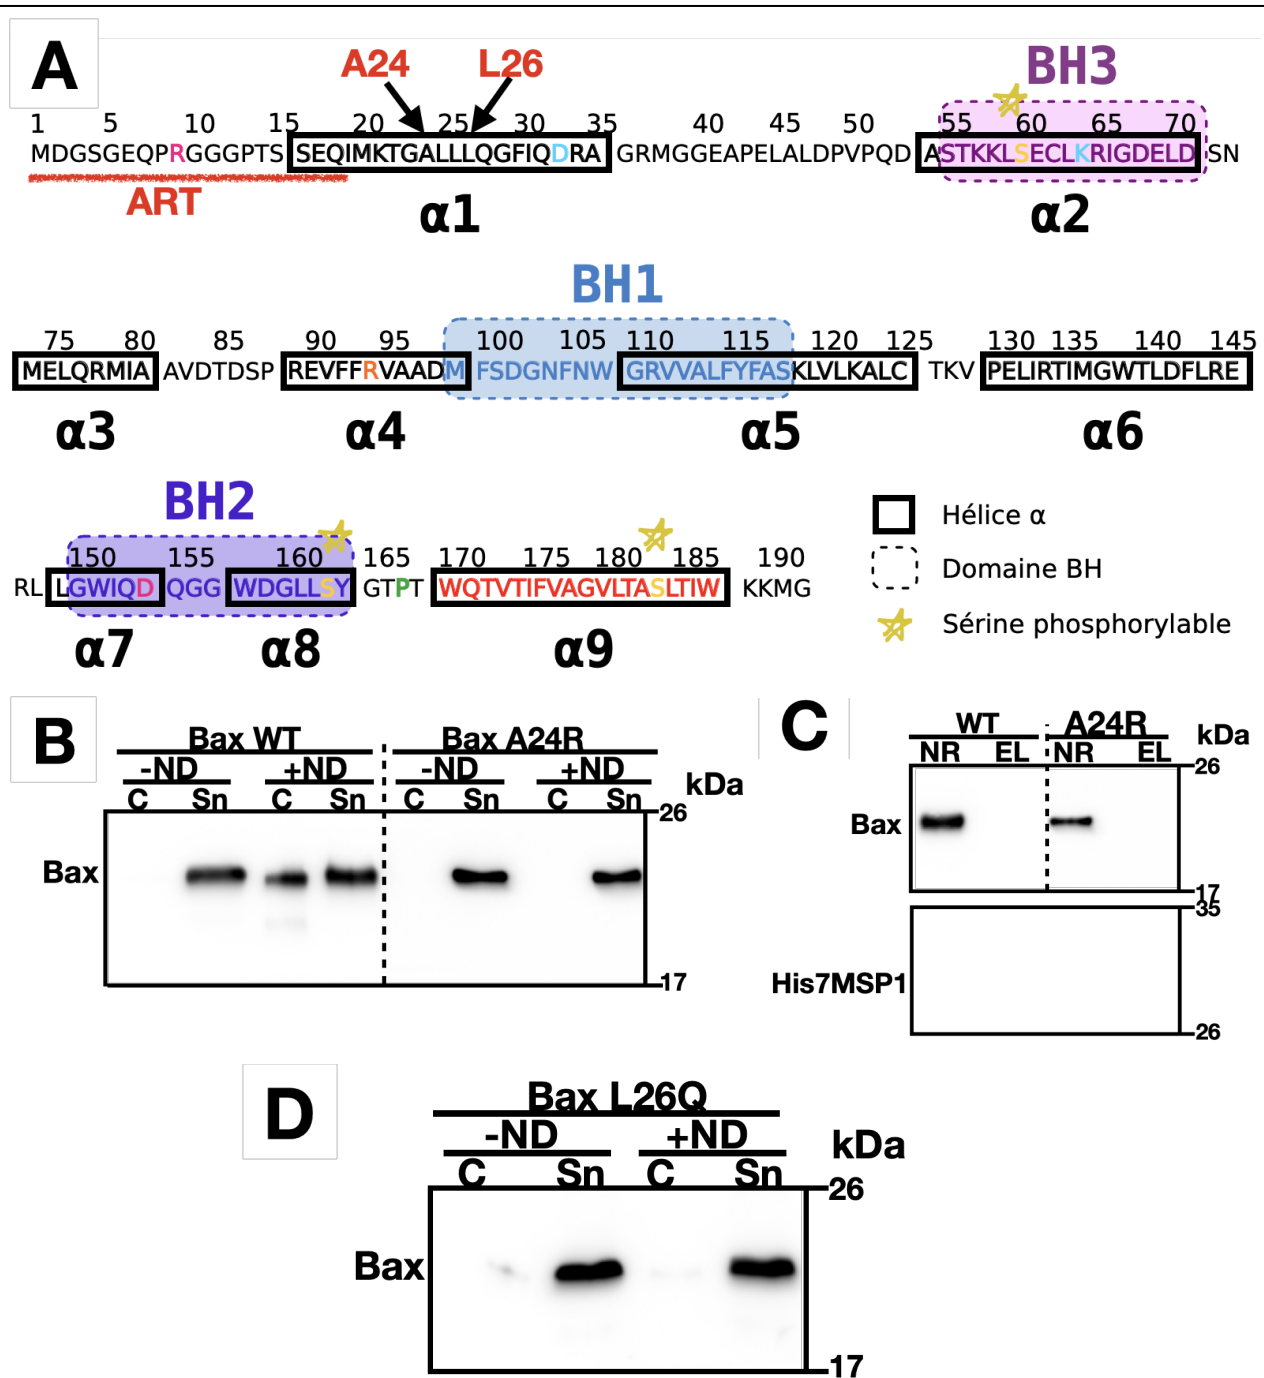 A
A24 L26 BH3
1 5 10 15 20 25 30 35 40 45 50 55 60 65 70
MDGSGEQPRGGGPTS SEQIMKTGALLLQGFIQDRA GRMGGEAPELALDPVPQD ASTKKLSECLKRIGDELD SN
ART α1 α2
BH1
75 80 85 90 95 100 105 110 115 120 125 130 135 140 145
MELQRMIA AVDTDSP REVFFRVAADM FSDGNFNW GRVVALFYFASKLVLKALC TKV PELIRTIMGWTLDFLRE
α3 α4 α5 α6
BH2
150 155 160 165 170 175 180 185 190
RL LGWIQD QGG WDGLLSY GTPT WQTVTIFVAGVLTASLTIW KKMG
α7 α8 α9
Hélice α
Domaine BH
Sérine phosphorylable
B
Bax WT Bax A24R
-ND +ND -ND +ND
C Sn C Sn C Sn C Sn kDa
26
Bax
17
C
WT A24R
NR EL NR EL kDa
26
Bax
17
35
His7MSP1
26
D
Bax L26Q
-ND +ND
C Sn C Sn kDa
26
Bax
17